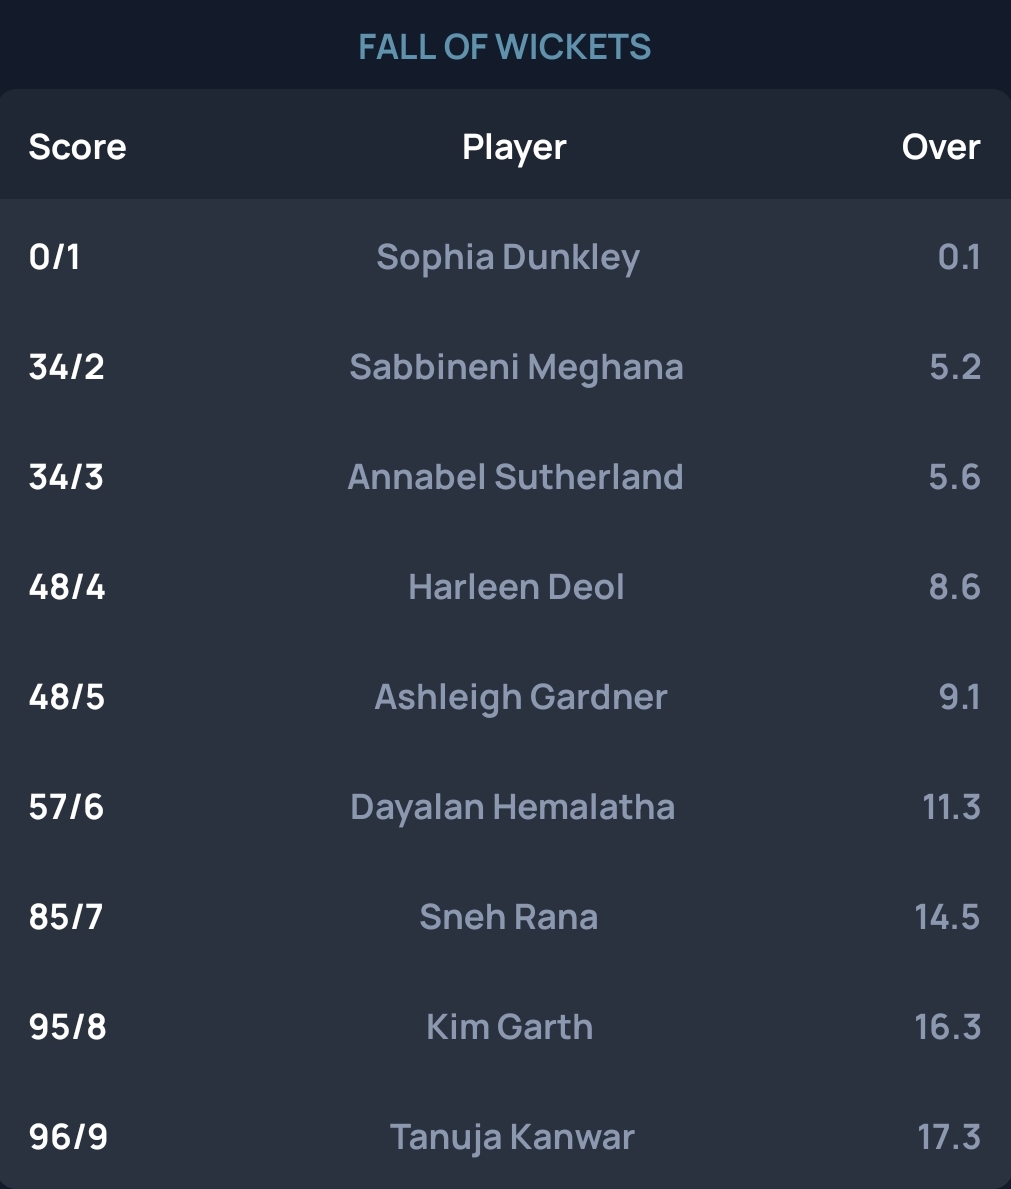 FALL OF WICKETS
Score Player Over
0/1 Sophia Dunkley 0.1
34/2 Sabbineni Meghana 5.2
34/3 Annabel Sutherland 5.6
48/4 Harleen Deol 8.6
48/5 Ashleigh Gardner 9.1
57/6 Dayalan Hemalatha 11.3
85/7 Sneh Rana 14.5
95/8 Kim Garth 16.3
96/9 Tanuja Kanwar 17.3